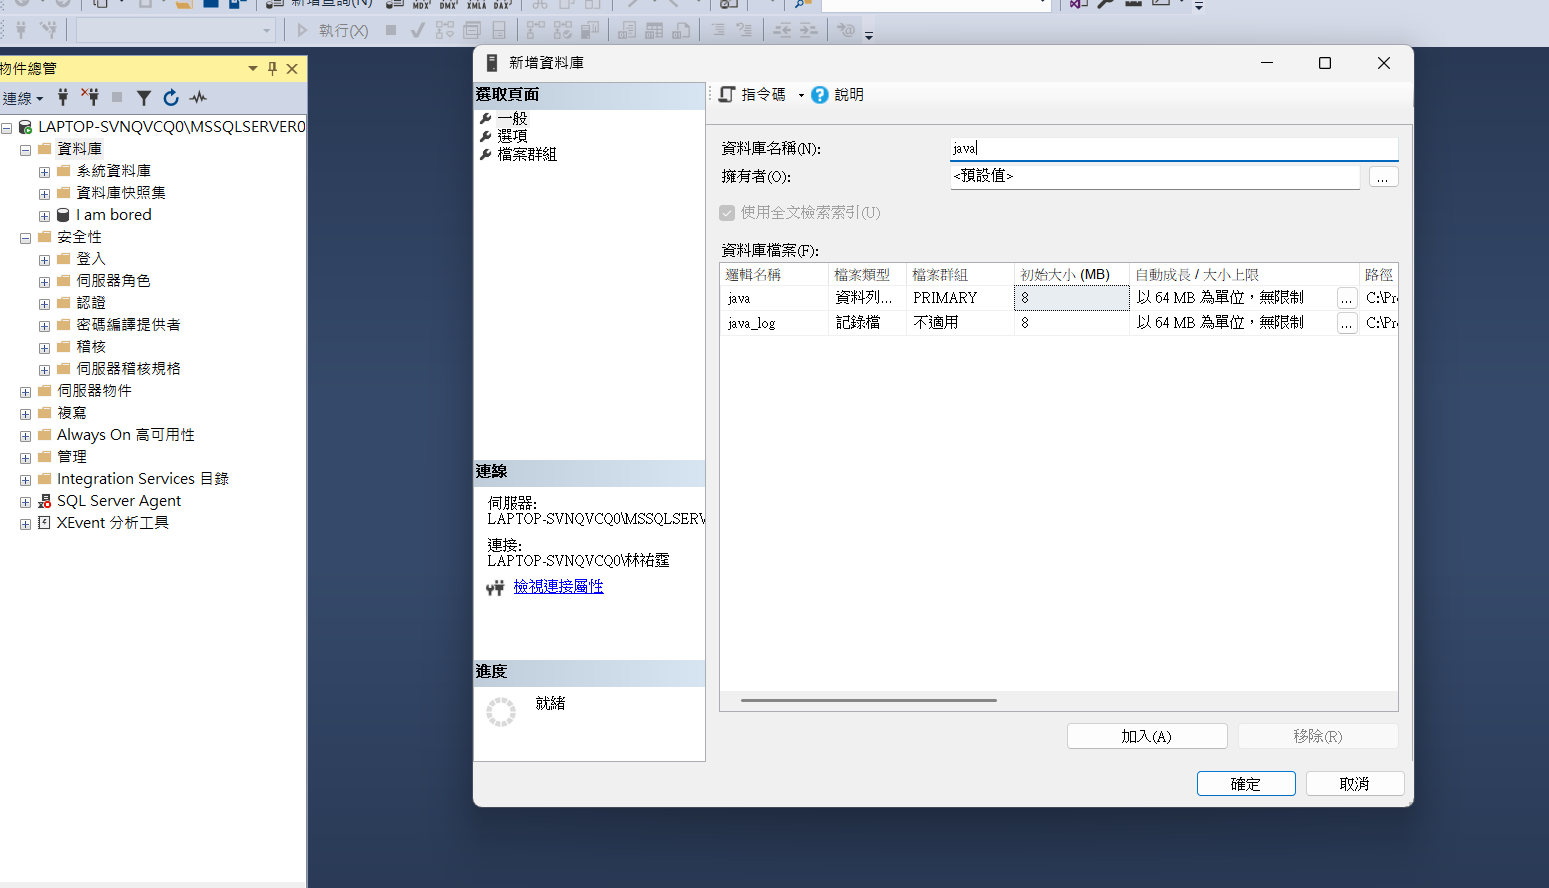 新增查詢(N)
MDX DMX XMLA DAX
執行(X)
物件總管
連線
LAPTOP-SVNQVCQ0\MSSQLSERVER0
資料庫
系統資料庫
資料庫快照集
I am bored
安全性
登入
伺服器角色
認證
密碼編譯提供者
稽核
伺服器稽核規格
伺服器物件
複寫
Always On 高可用性
管理
Integration Services 目錄
SQL Server Agent
XEvent 分析工具
新增資料庫
選取頁面
一般
選項
檔案群組
連線
伺服器:
LAPTOP-SVNQVCQ0\MSSQLSERV
連接:
LAPTOP-SVNQVCQ0\林祐霆
檢視連接屬性
進度
就緒
指令碼 說明
資料庫名稱(N): java
擁有者(O): <預設值> ...
使用全文檢索索引(U)
資料庫檔案(F):
邏輯名稱 檔案類型 檔案群組 初始大小 (MB) 自動成長 / 大小上限 路徑
java 資料列... PRIMARY 8 以 64 MB 為單位，無限制 ... C:\Pr
java_log 記錄檔 不適用 8 以 64 MB 為單位，無限制 ... C:\Pr
加入(A) 移除(R)
確定 取消